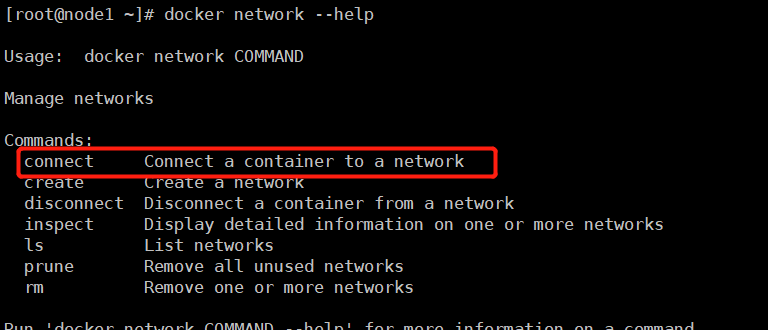 [root@node1 ~]# docker network --help
Usage:  docker network COMMAND
Manage networks
Commands:
  connect     Connect a container to a network
  create      Create a network
  disconnect  Disconnect a container from a network
  inspect     Display detailed information on one or more networks
  ls          List networks
  prune       Remove all unused networks
  rm          Remove one or more networks
Run 'docker network COMMAND --help' for more information on a command